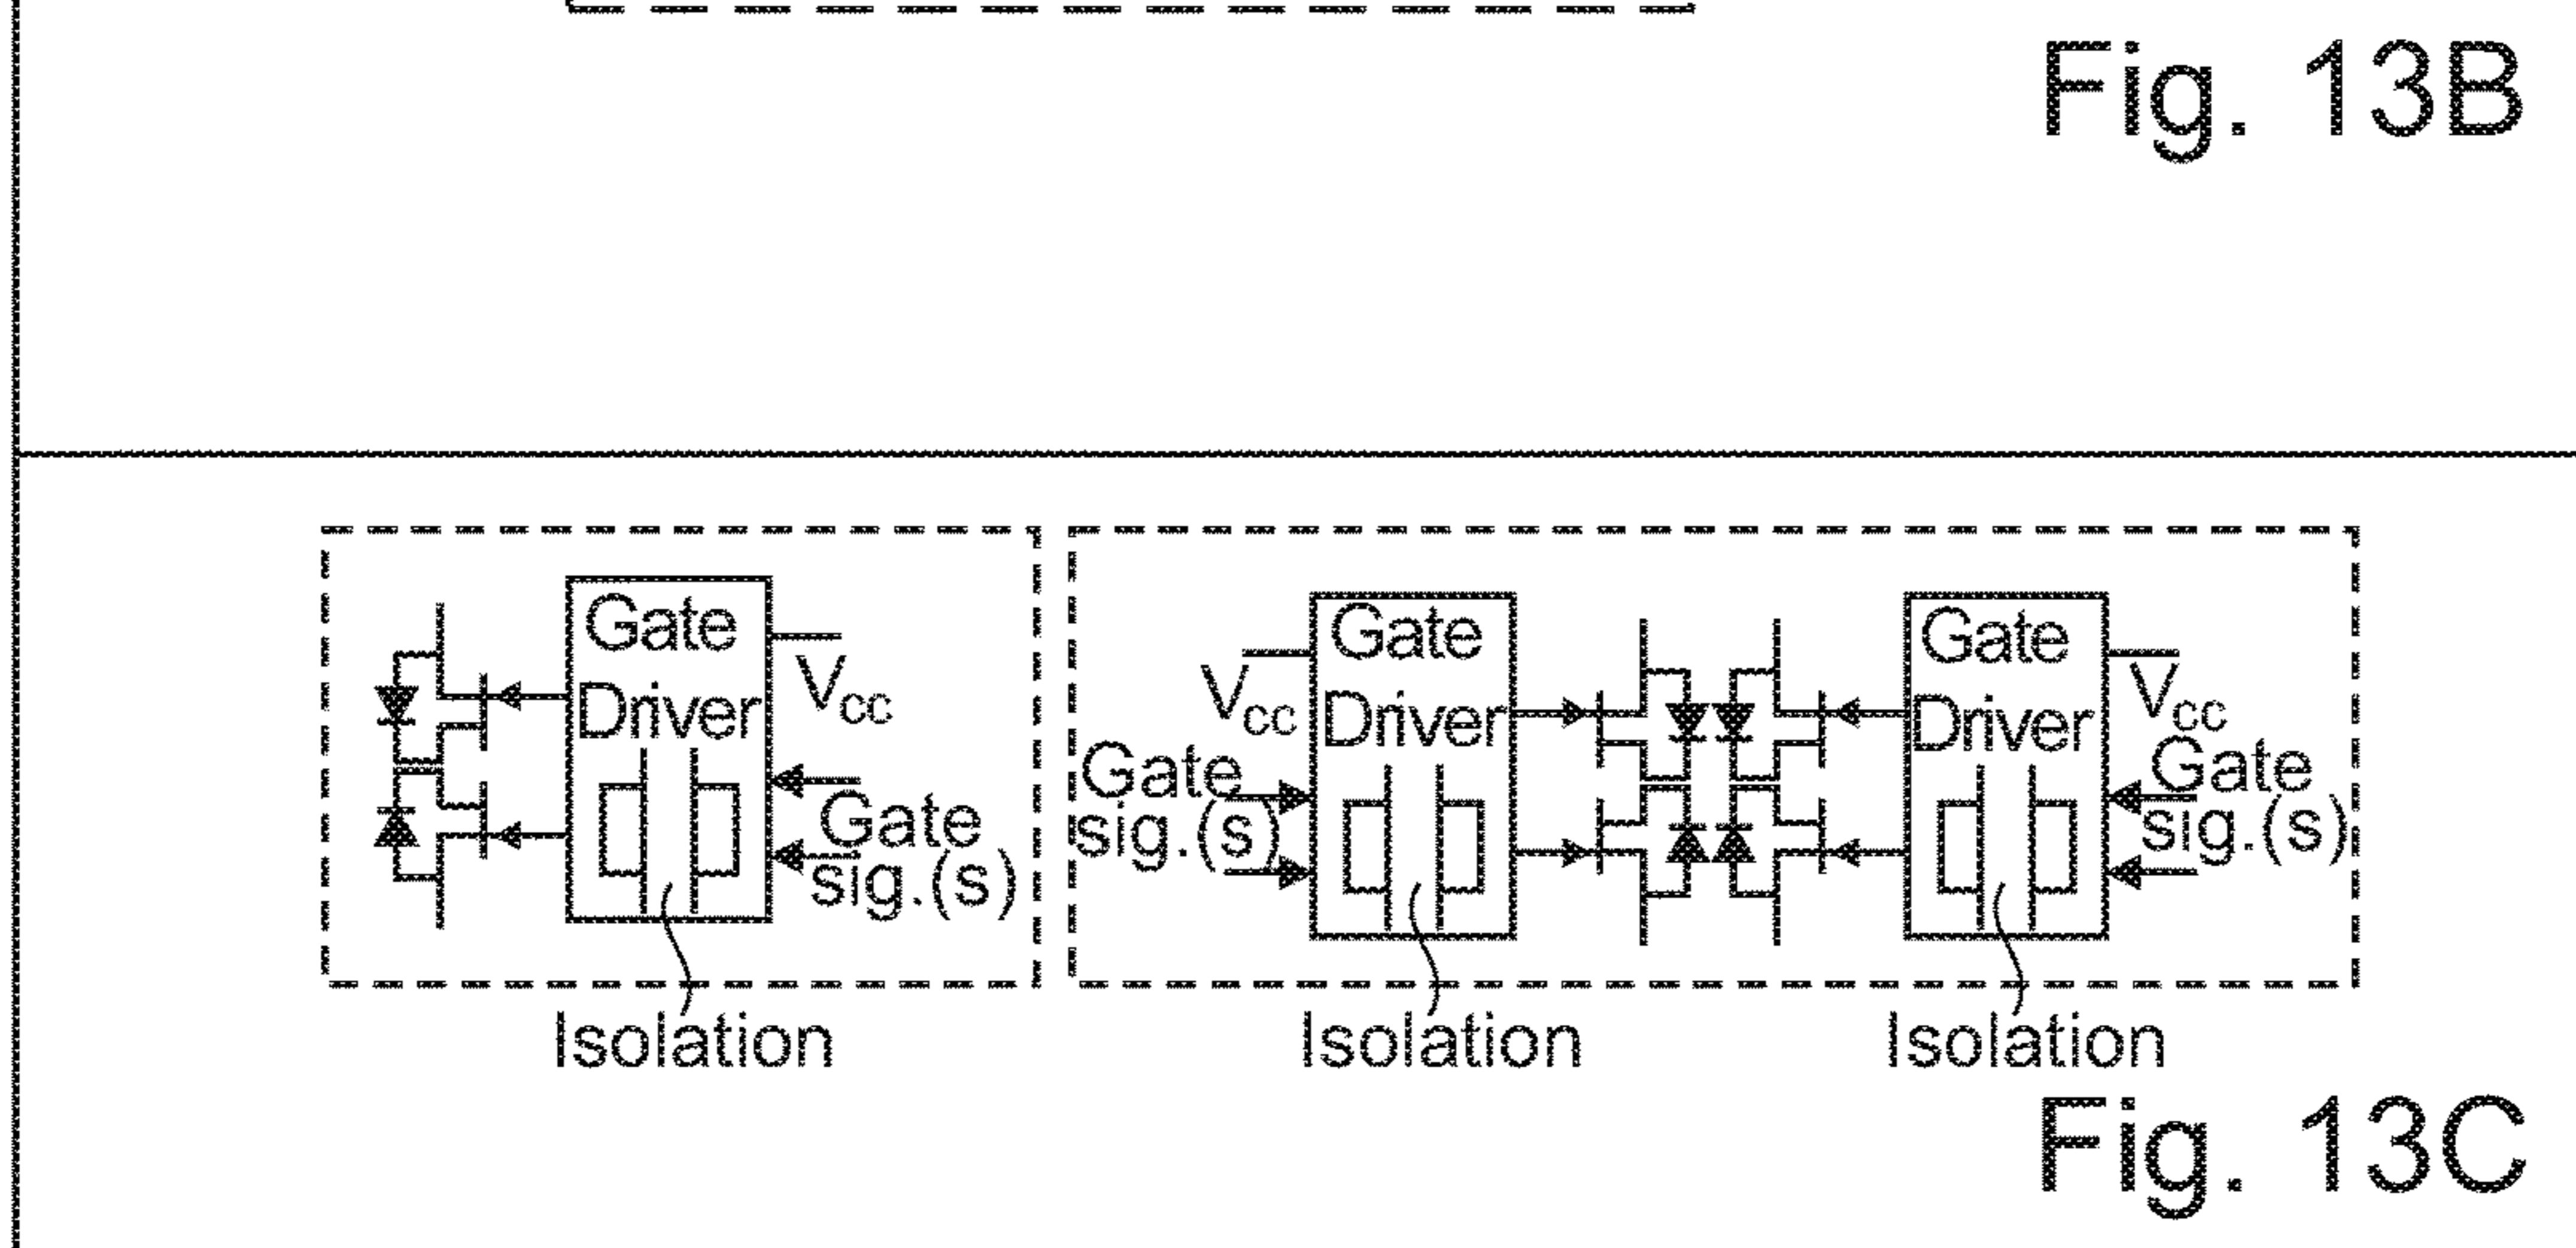 Fig. 13B
Gate
Driver
Vcc
Gate
sig.(s)
Isolation
Vcc
Gate
sig.(s)
Gate
Driver
Isolation
Gate
Driver
Vcc
Gate
sig.(s)
Isolation
Fig. 13C